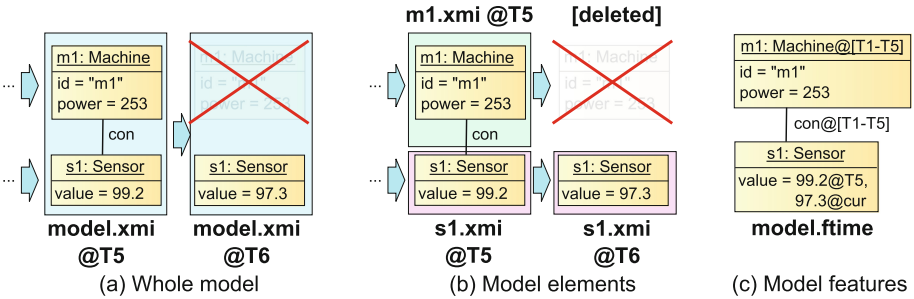 m1.xmi @T5
[deleted]
m1: Machine
id = "m1"
power = 253
con
s1: Sensor
value = 99.2
model.xmi
@T5
s1: Sensor
value = 97.3
model.xmi
@T6
(a) Whole model
m1: Machine
id = "m1"
power = 253
con
s1: Sensor
value = 99.2
s1.xmi
@T5
s1: Sensor
value = 97.3
s1.xmi
@T6
(b) Model elements
m1: Machine@[T1-T5]
id = "m1"
power = 253
con@[T1-T5]
s1: Sensor
value = 99.2@T5,
97.3@cur
model.ftime
(c) Model features